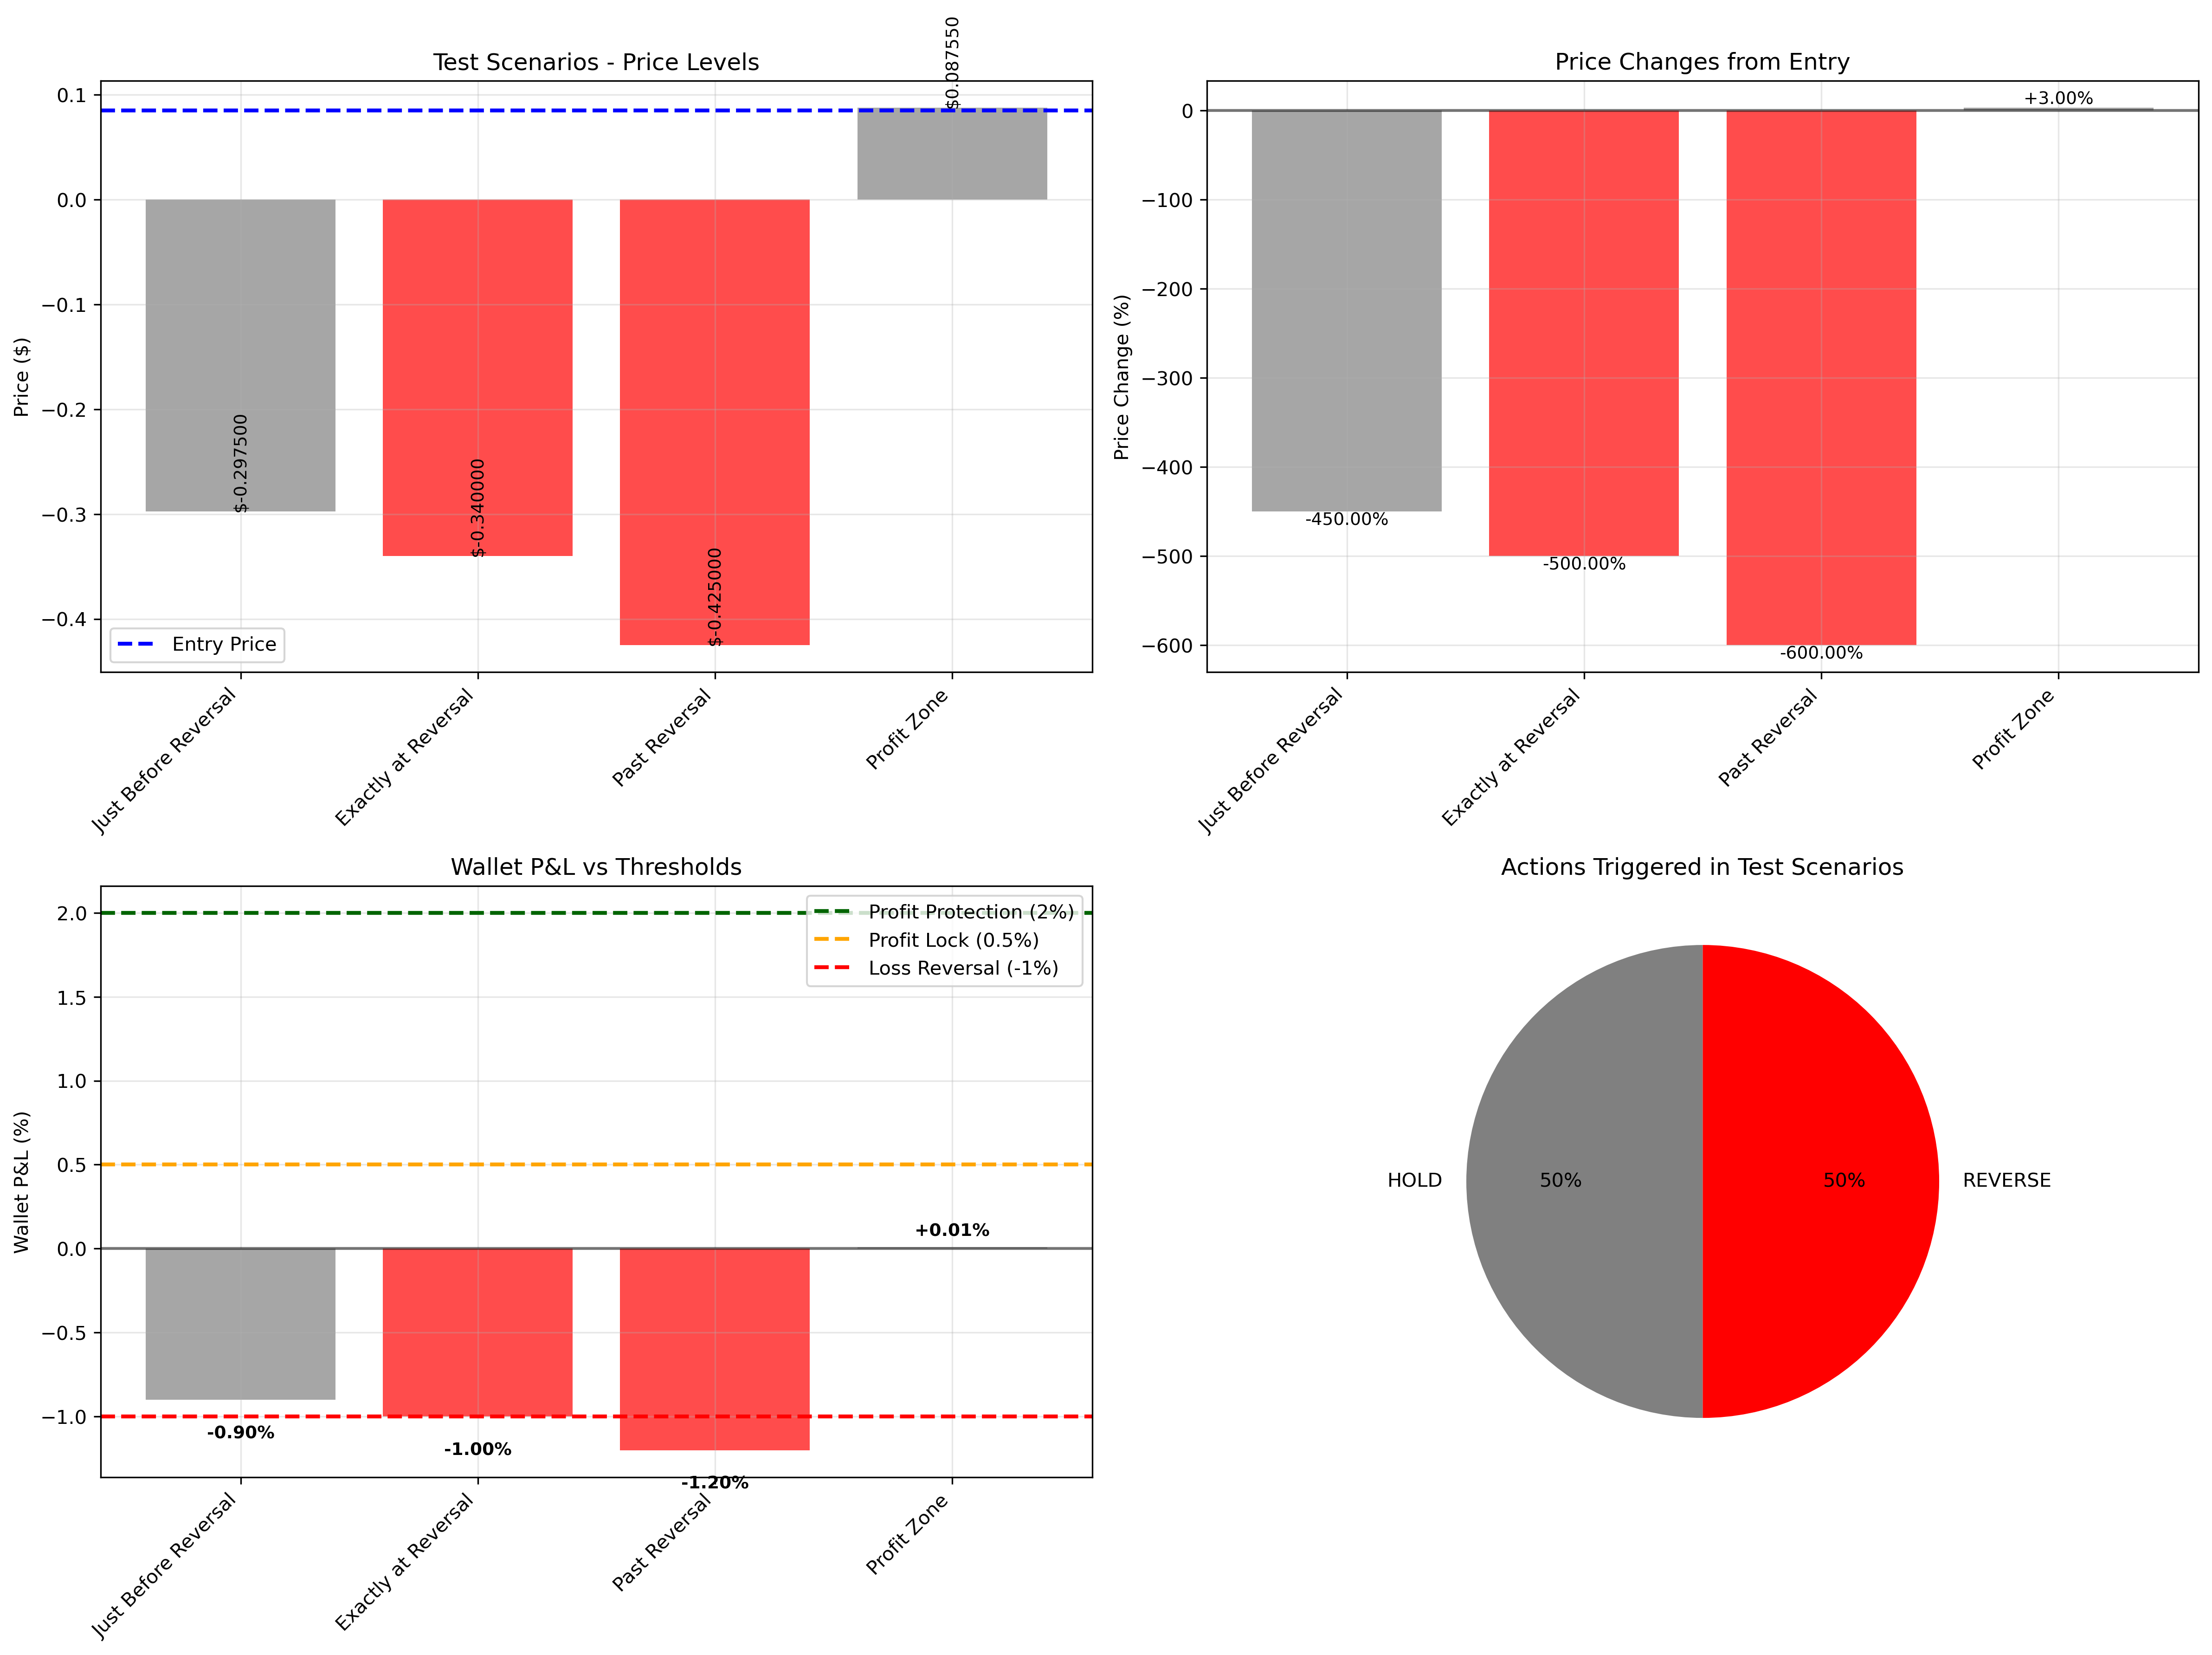 Test Scenarios - Price Levels
$0.087550
0.1
0.0
−0.1
−0.2
−0.3
−0.4
Price ($)
$-0.297500
$-0.340000
$-0.425000
Entry Price
Just Before Reversal
Exactly at Reversal
Past Reversal
Profit Zone
Price Changes from Entry
+3.00%
0
−100
−200
−300
−400
−500
−600
Price Change (%)
-450.00%
-500.00%
-600.00%
Just Before Reversal
Exactly at Reversal
Past Reversal
Profit Zone
Wallet P&L vs Thresholds
2.0
1.5
1.0
0.5
0.0
−0.5
−1.0
Wallet P&L (%)
Profit Protection (2%)
Profit Lock (0.5%)
Loss Reversal (-1%)
+0.01%
-0.90%
-1.00%
-1.20%
Just Before Reversal
Exactly at Reversal
Past Reversal
Profit Zone
Actions Triggered in Test Scenarios
HOLD
50%
50%
REVERSE